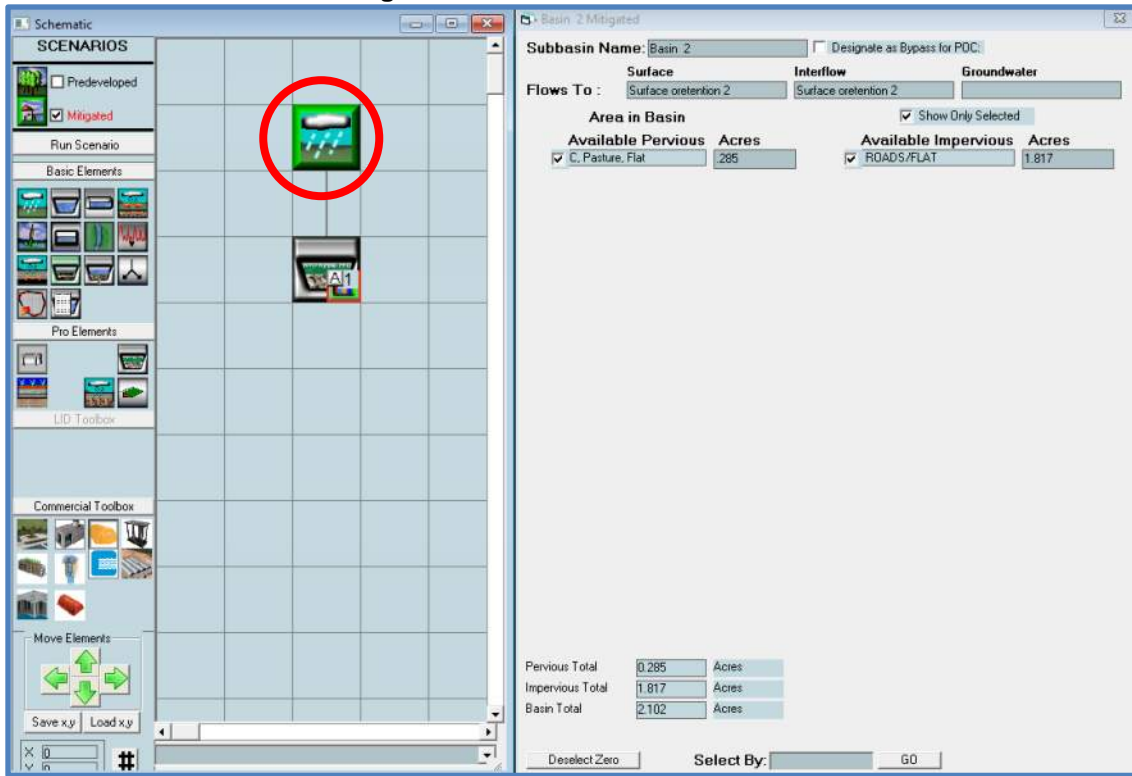 Schematic
SCENARIOS
Predeveloped
Mitigated
Run Scenario
Basic Elements
Pro Elements
LID Toolbox
Commercial Toolbox
Move Elements
Save x,y Load x,y
X 0
Y 0
#
A 1
Basin 2 Mitigated
Subbasin Name: Basin 2 Designate as Bypass for POC:
Surface Interflow Groundwater
Flows To : Surface oretention 2 Surface oretention 2
Area in Basin Show Only Selected
Available Pervious Acres Available Impervious Acres
C, Pasture, Flat .285 ROADS/FLAT 1.817
Pervious Total 0.285 Acres
Impervious Total 1.817 Acres
Basin Total 2.102 Acres
Deselect Zero Select By: GO